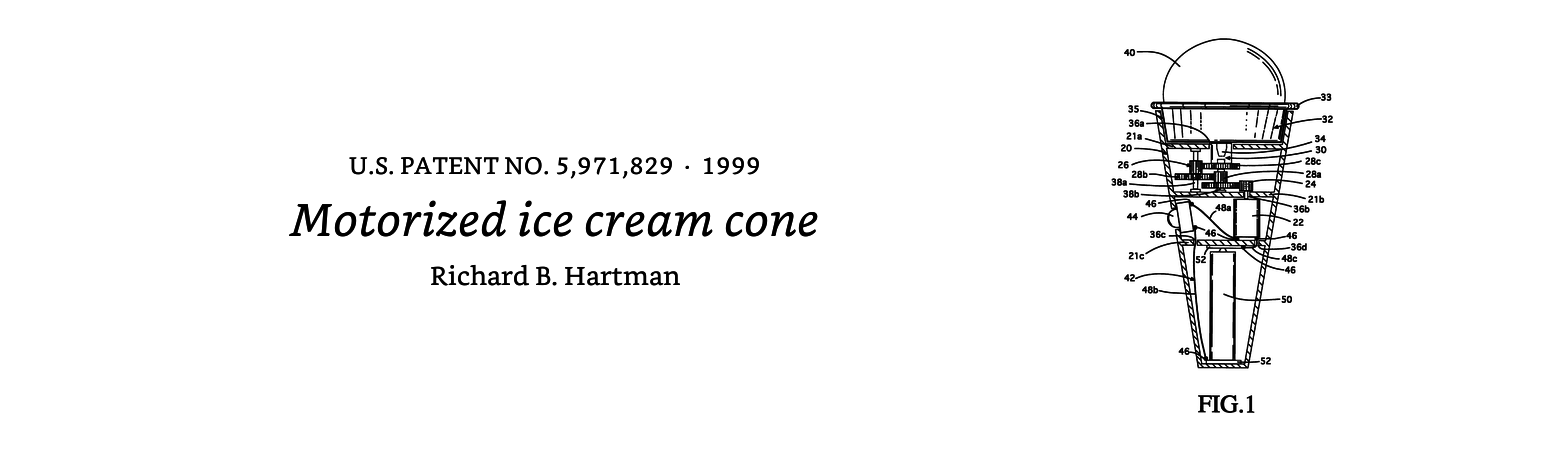 U.S. PATENT NO. 5,971,829 · 1999
Motorized ice cream cone
Richard B. Hartman
40
33
35
32
36a
21a
34
20
30
26
28c
28b
28a
38a
24
38b
21b
46
36b
44
48a
22
36c
46
46
21c
52
36d
48c
46
42
48b
50
46
52
FIG.1